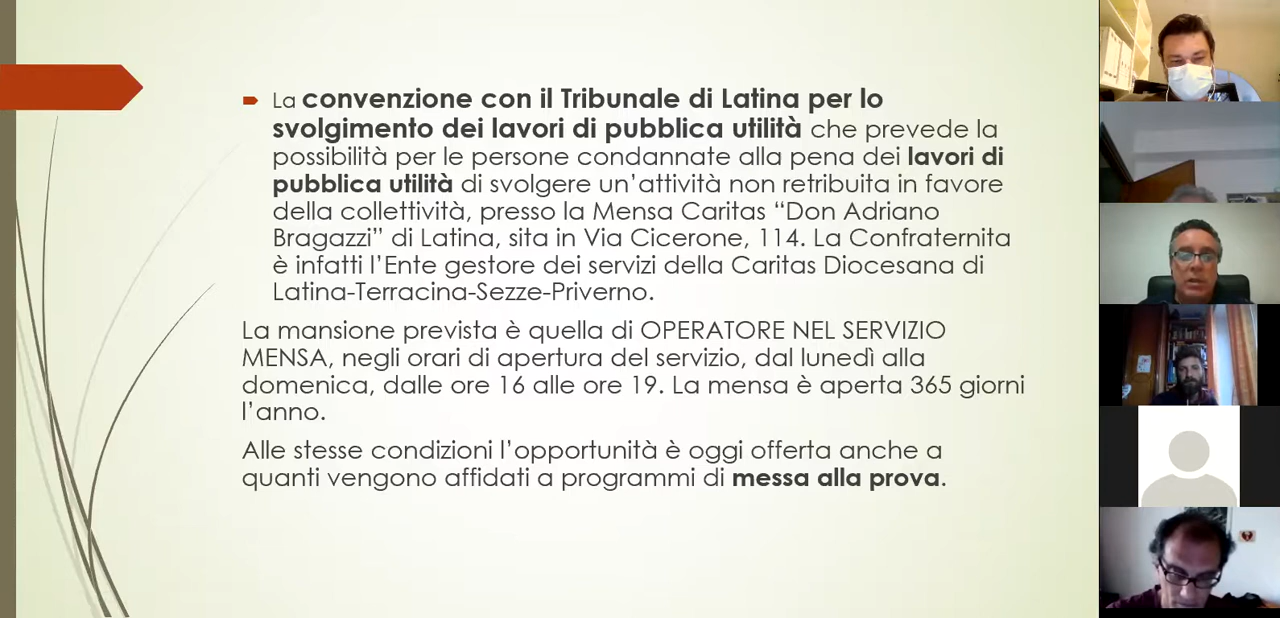 La convenzione con il Tribunale di Latina per lo
svolgimento dei lavori di pubblica utilità che prevede la
possibilità per le persone condannate alla pena dei lavori di
pubblica utilità di svolgere un’attività non retribuita in favore
della collettività, presso la Mensa Caritas “Don Adriano
Bragazzi” di Latina, sita in Via Cicerone, 114. La Confraternita
è infatti l’Ente gestore dei servizi della Caritas Diocesana di
Latina-Terracina-Sezze-Priverno.
La mansione prevista è quella di OPERATORE NEL SERVIZIO
MENSA, negli orari di apertura del servizio, dal lunedì alla
domenica, dalle ore 16 alle ore 19. La mensa è aperta 365 giorni
l’anno.
Alle stesse condizioni l’opportunità è oggi offerta anche a
quanti vengono affidati a programmi di messa alla prova.